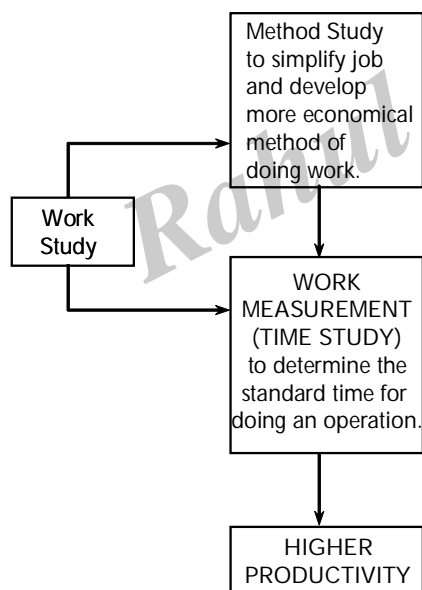 Method Study
to simplify job
and develop
more economical
method of
doing work.
Rahul
Work
Study
WORK
MEASUREMENT
(TIME STUDY)
to determine the
standard time for
doing an operation.
HIGHER
PRODUCTIVITY